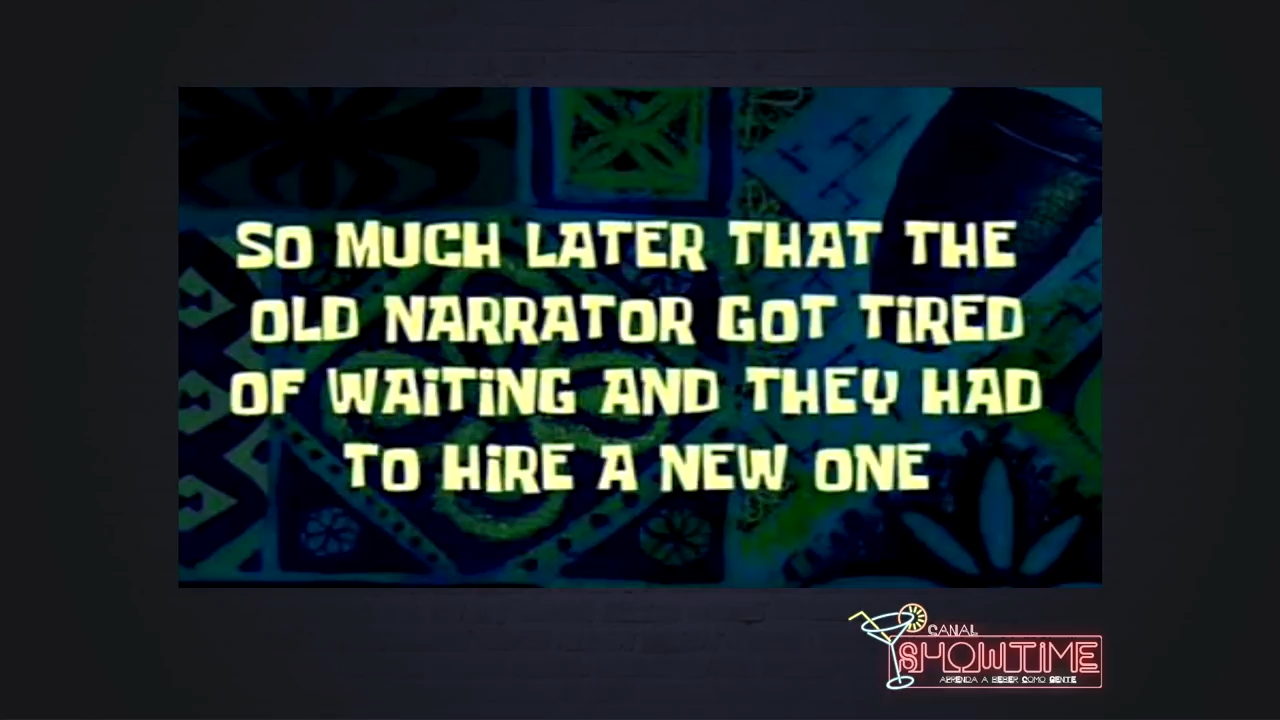 SO MUCH LATER THAT THE
OLD NARRATOR GOT TiRED
OF WAiTiNG AND THEY HAD
TO HiRE A NEW ONE
CANAL
SHOWTIME
APRENDA A BEBER COMO GENTE